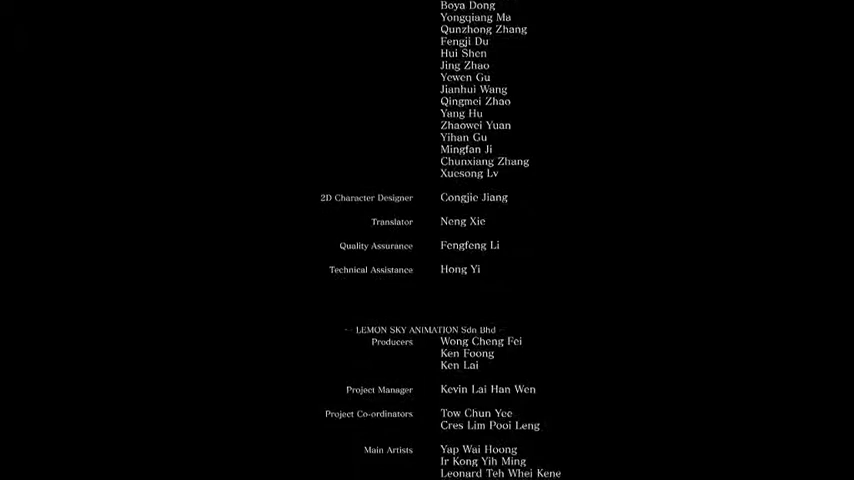 Boya Dong
Yongqiang Ma
Qunzhong Zhang
Fengji Du
Hui Shen
Jing Zhao
Yewen Gu
Jianhui Wang
Qingmei Zhao
Yang Hu
Zhaowei Yuan
Yihan Gu
Mingfan Ji
Chunxiang Zhang
Xuesong Lv
2D Character Designer Congjie Jiang
Translator Neng Xie
Quality Assurance Fengfeng Li
Technical Assistance Hong Yi
-- LEMON SKY ANIMATION Sdn Bhd --
Producers Wong Cheng Fei
Ken Foong
Ken Lai
Project Manager Kevin Lai Han Wen
Project Co-ordinators Tow Chun Yee
Cres Lim Pooi Leng
Main Artists Yap Wai Hoong
Ir Kong Yih Ming
Leonard Teh Whei Kene